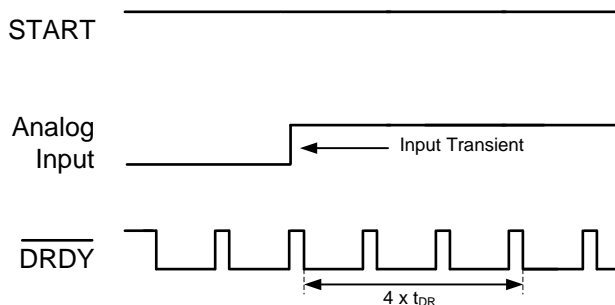 START
Analog
Input
Input Transient
DRDY
4 x tDR